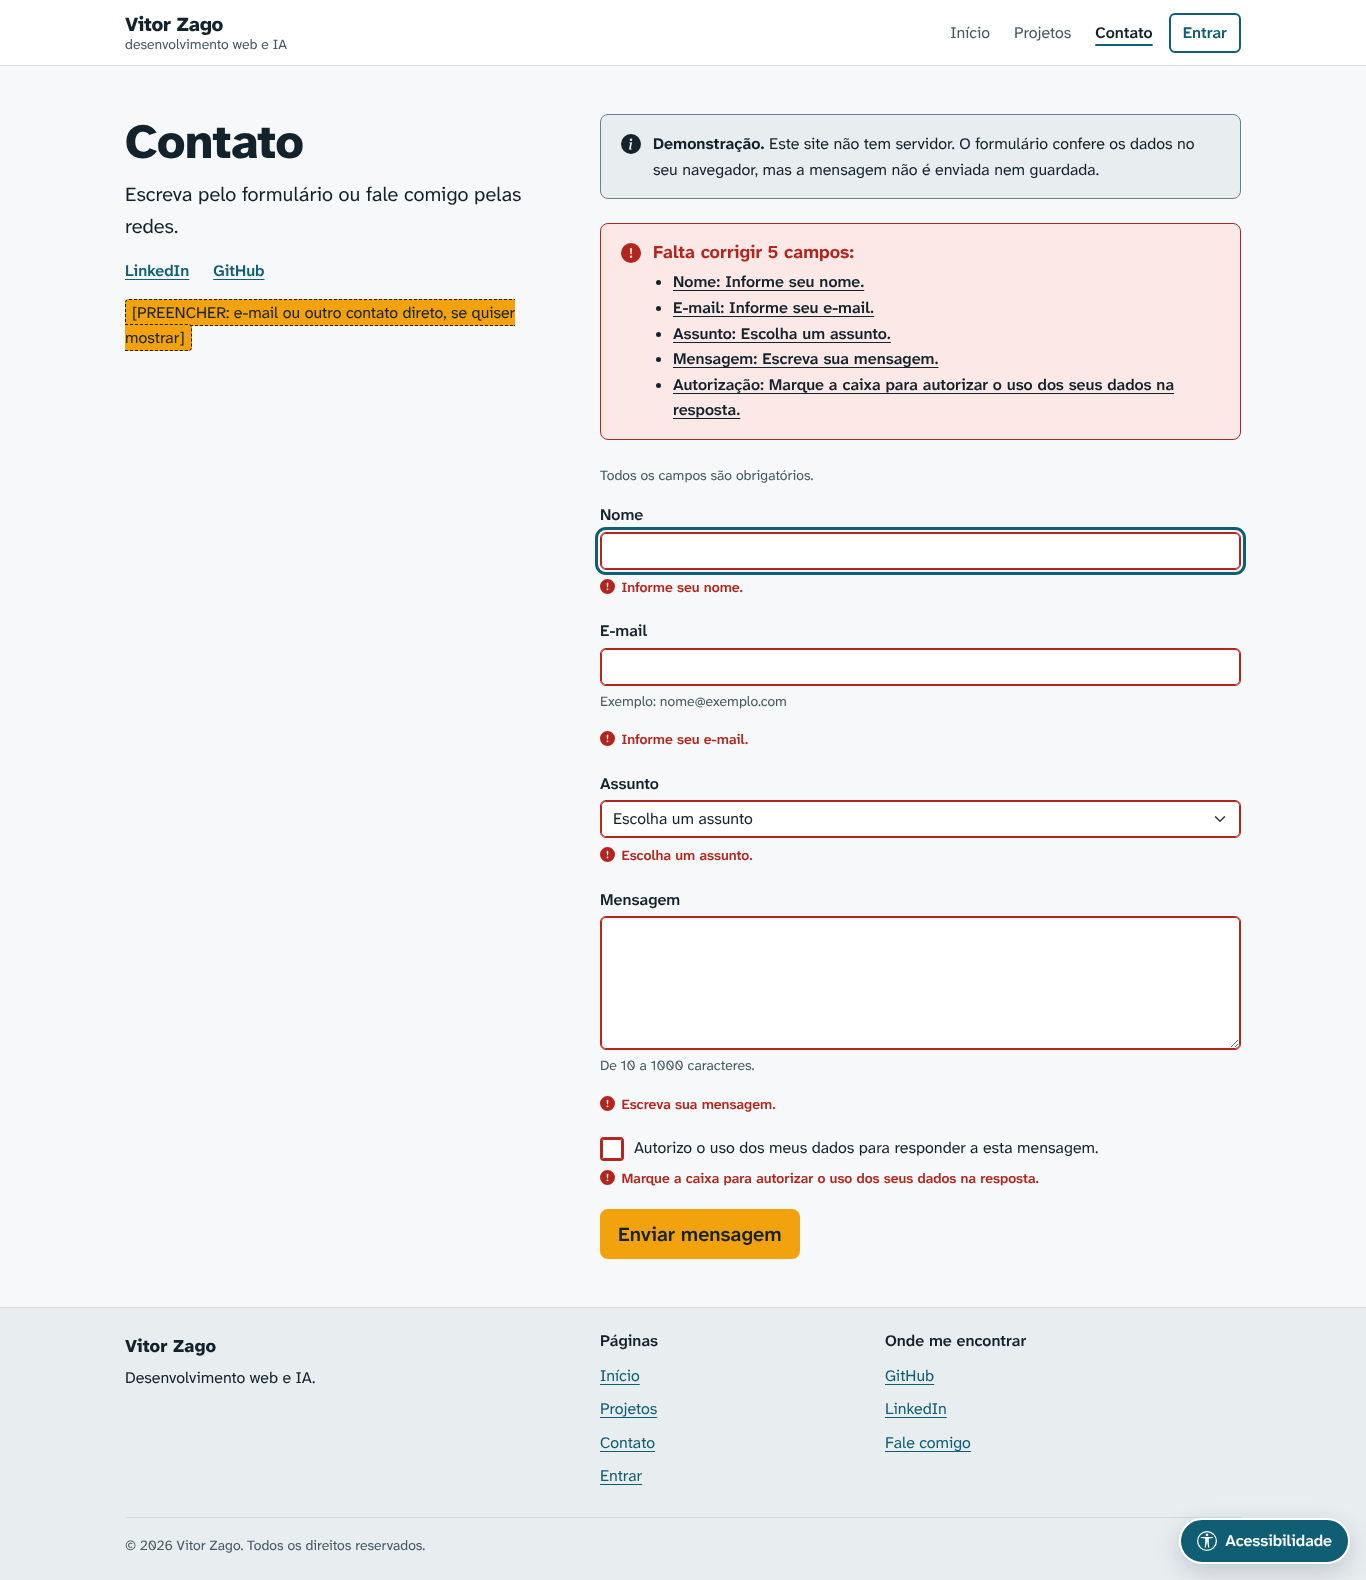 Vitor Zago
desenvolvimento web e IA
Início
Projetos
Contato
Entrar
Contato
Escreva pelo formulário ou fale comigo pelas
redes.
LinkedIn
GitHub
[PREENCHER: e-mail ou outro contato direto, se quiser
mostrar]
Demonstração. Este site não tem servidor. O formulário confere os dados no
seu navegador, mas a mensagem não é enviada nem guardada.
Falta corrigir 5 campos:
Nome: Informe seu nome.
E-mail: Informe seu e-mail.
Assunto: Escolha um assunto.
Mensagem: Escreva sua mensagem.
Autorização: Marque a caixa para autorizar o uso dos seus dados na
resposta.
Todos os campos são obrigatórios.
Nome
Informe seu nome.
E-mail
Exemplo: nome@exemplo.com
Informe seu e-mail.
Assunto
Escolha um assunto
Escolha um assunto.
Mensagem
De 10 a 1000 caracteres.
Escreva sua mensagem.
Autorizo o uso dos meus dados para responder a esta mensagem.
Marque a caixa para autorizar o uso dos seus dados na resposta.
Enviar mensagem
Vitor Zago
Desenvolvimento web e IA.
Páginas
Início
Projetos
Contato
Entrar
Onde me encontrar
GitHub
LinkedIn
Fale comigo
© 2026 Vitor Zago. Todos os direitos reservados.
Acessibilidade